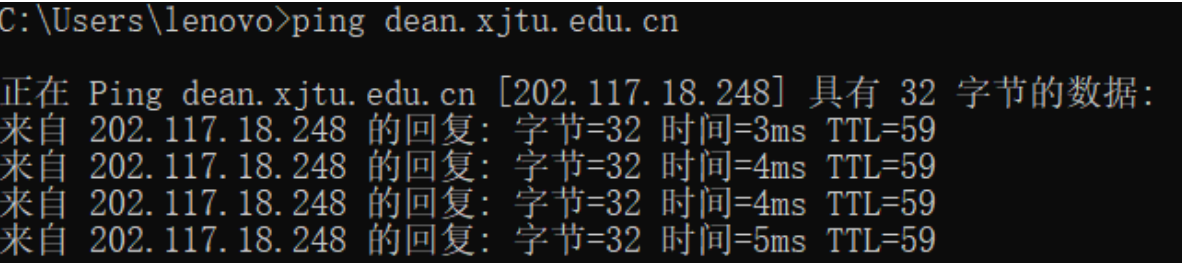 C:\Users\lenovo>ping dean.xjtu.edu.cn
正在 Ping dean.xjtu.edu.cn [202.117.18.248] 具有 32 字节的数据:
来自 202.117.18.248 的回复: 字节=32 时间=3ms TTL=59
来自 202.117.18.248 的回复: 字节=32 时间=4ms TTL=59
来自 202.117.18.248 的回复: 字节=32 时间=4ms TTL=59
来自 202.117.18.248 的回复: 字节=32 时间=5ms TTL=59